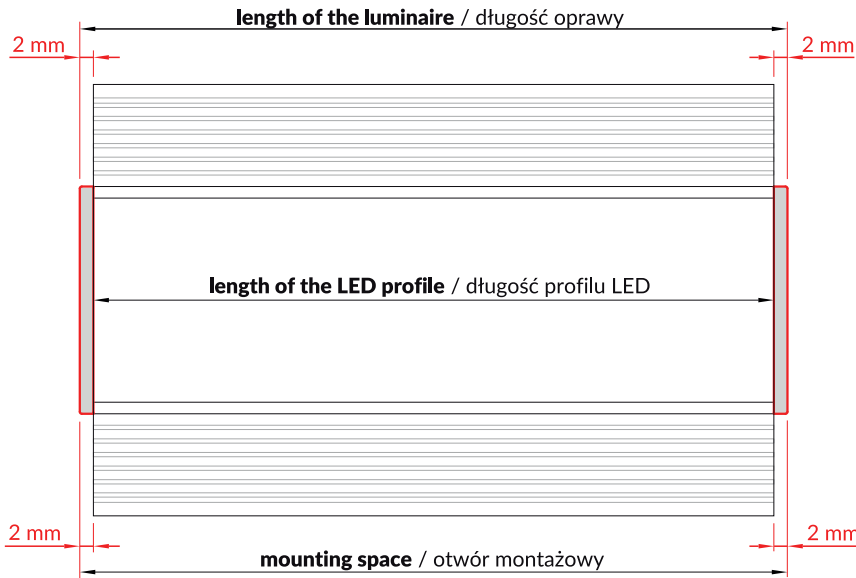 length of the luminaire / długość oprawy
2 mm
2 mm
length of the LED profile / długość profilu LED
2 mm
2 mm
mounting space / otwór montażowy